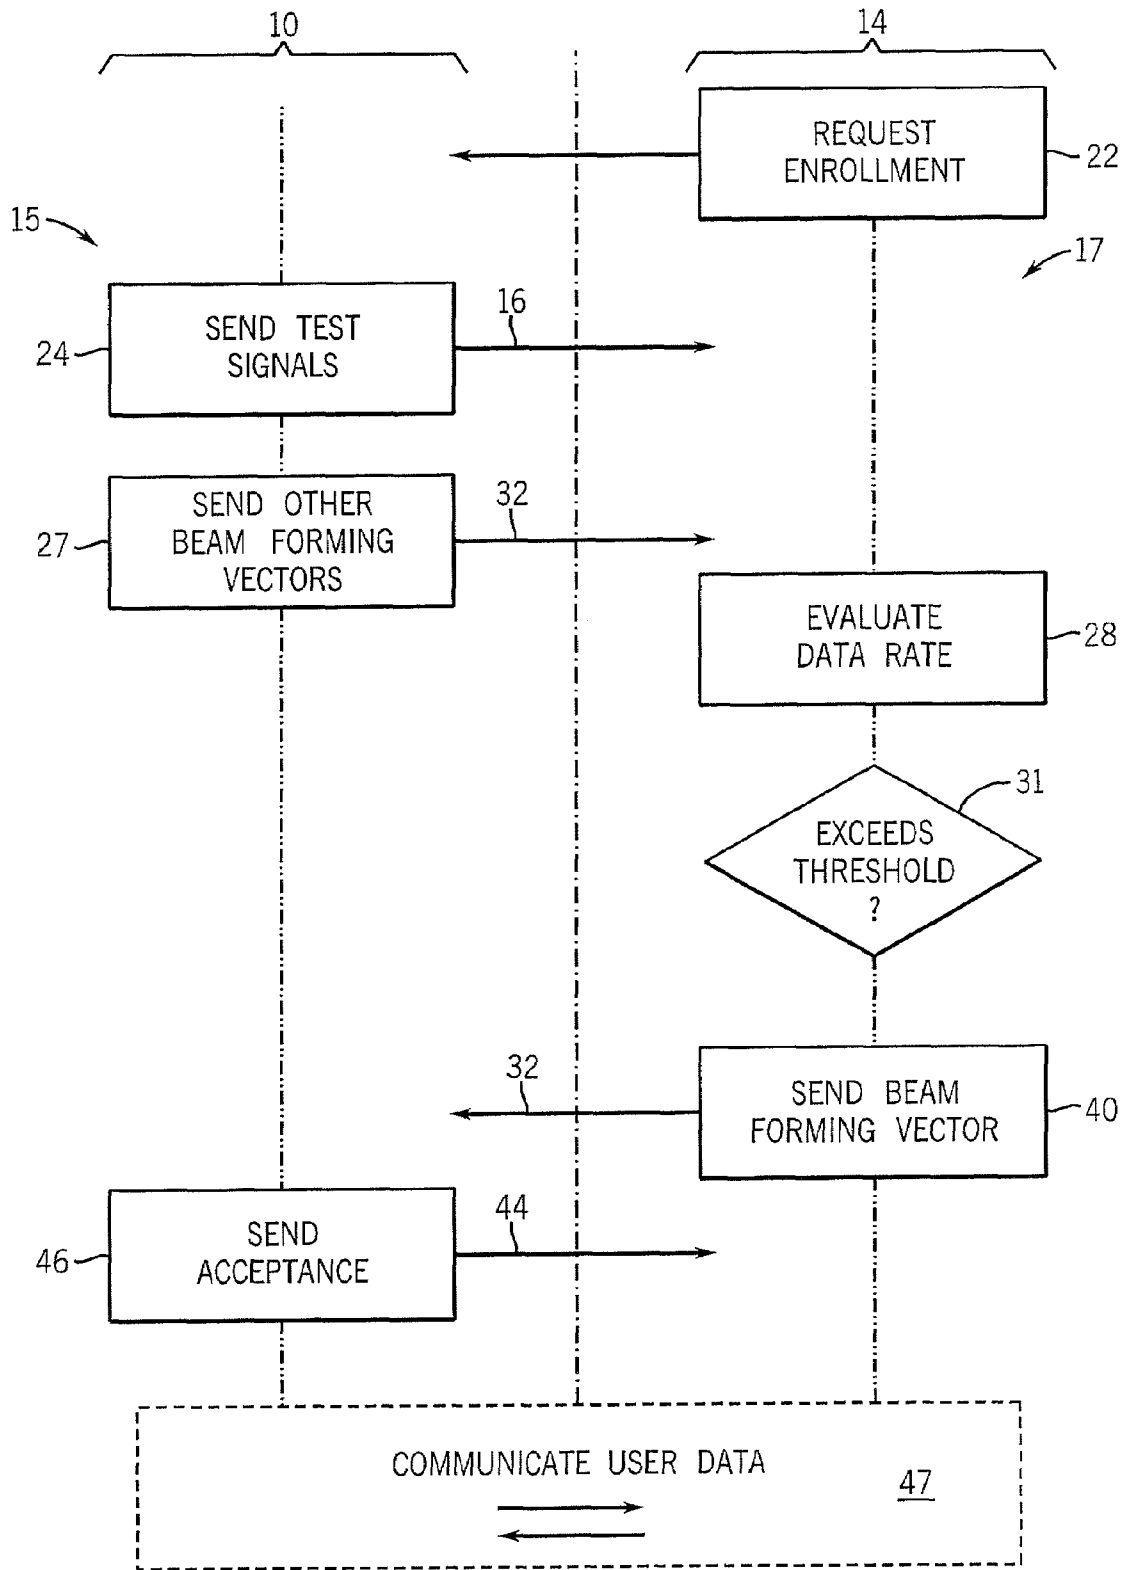 10
14
REQUEST
ENROLLMENT
22
15
17
SEND TEST
SIGNALS
24
16
SEND OTHER
BEAM FORMING
VECTORS
27
32
EVALUATE
DATA RATE
28
31
EXCEEDS
THRESHOLD
?
32
SEND BEAM
FORMING VECTOR
40
SEND
ACCEPTANCE
46
44
COMMUNICATE USER DATA
47